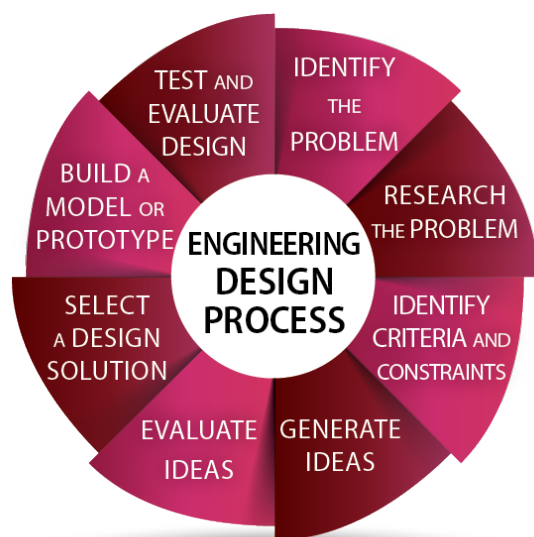 ENGINEERING
DESIGN
PROCESS
IDENTIFY
THE
PROBLEM
RESEARCH
THE PROBLEM
IDENTIFY
CRITERIA AND
CONSTRAINTS
GENERATE
IDEAS
EVALUATE
IDEAS
SELECT
A DESIGN
SOLUTION
BUILD A
MODEL OR
PROTOTYPE
TEST AND
EVALUATE
DESIGN